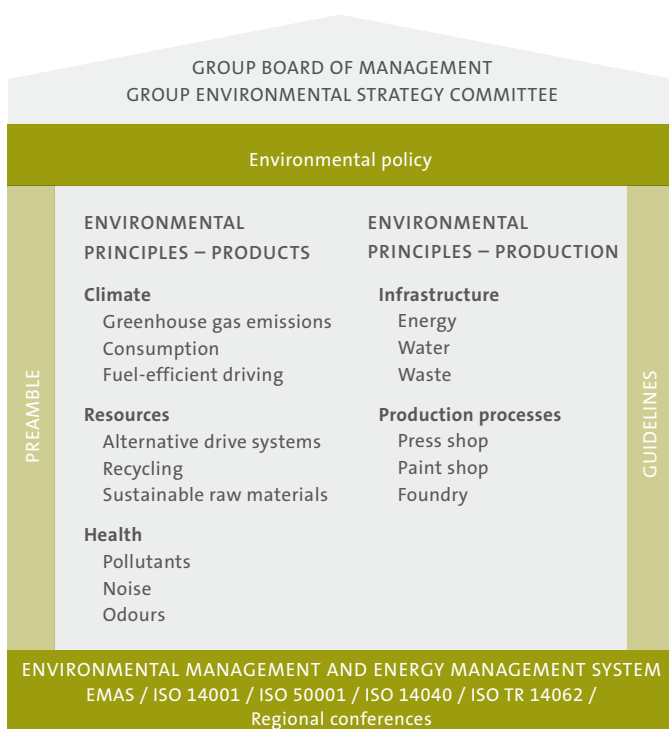 GROUP BOARD OF MANAGEMENT
GROUP ENVIRONMENTAL STRATEGY COMMITTEE
Environmental policy
PREAMBLE
ENVIRONMENTAL
PRINCIPLES – PRODUCTS
Climate
Greenhouse gas emissions
Consumption
Fuel-efficient driving
Resources
Alternative drive systems
Recycling
Sustainable raw materials
Health
Pollutants
Noise
Odours
ENVIRONMENTAL
PRINCIPLES – PRODUCTION
Infrastructure
Energy
Water
Waste
Production processes
Press shop
Paint shop
Foundry
GUIDELINES
ENVIRONMENTAL MANAGEMENT AND ENERGY MANAGEMENT SYSTEM
EMAS / ISO 14001 / ISO 50001 / ISO 14040 / ISO TR 14062 /
Regional conferences